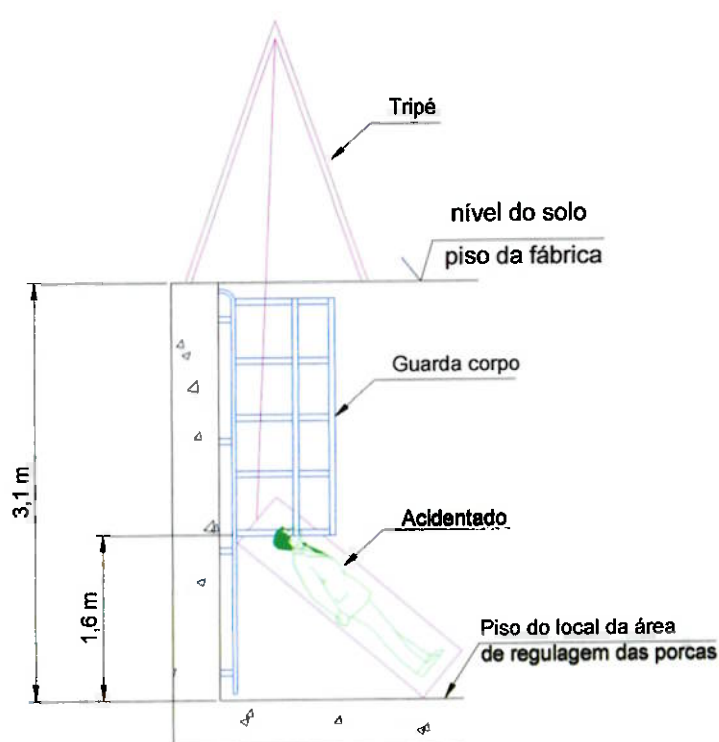 Tripé
nível do solo
piso da fábrica
Guarda corpo
3,1 m
Acidentado
1,6 m
Piso do local da área
de regulagem das porcas